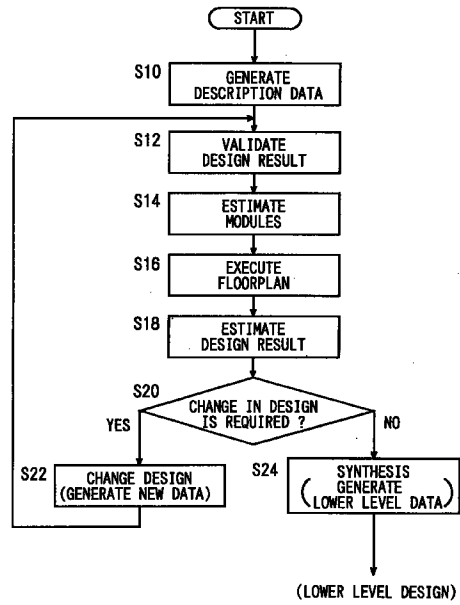 START
S10
GENERATE
DESCRIPTION DATA
S12
VALIDATE
DESIGN RESULT
S14
ESTIMATE
MODULES
S16
EXECUTE
FLOORPLAN
S18
ESTIMATE
DESIGN RESULT
S20
CHANGE IN DESIGN
IS REQUIRED ?
YES
NO
S22
CHANGE DESIGN
(GENERATE NEW DATA)
S24
SYNTHESIS
(GENERATE
LOWER LEVEL DATA)
(LOWER LEVEL DESIGN)